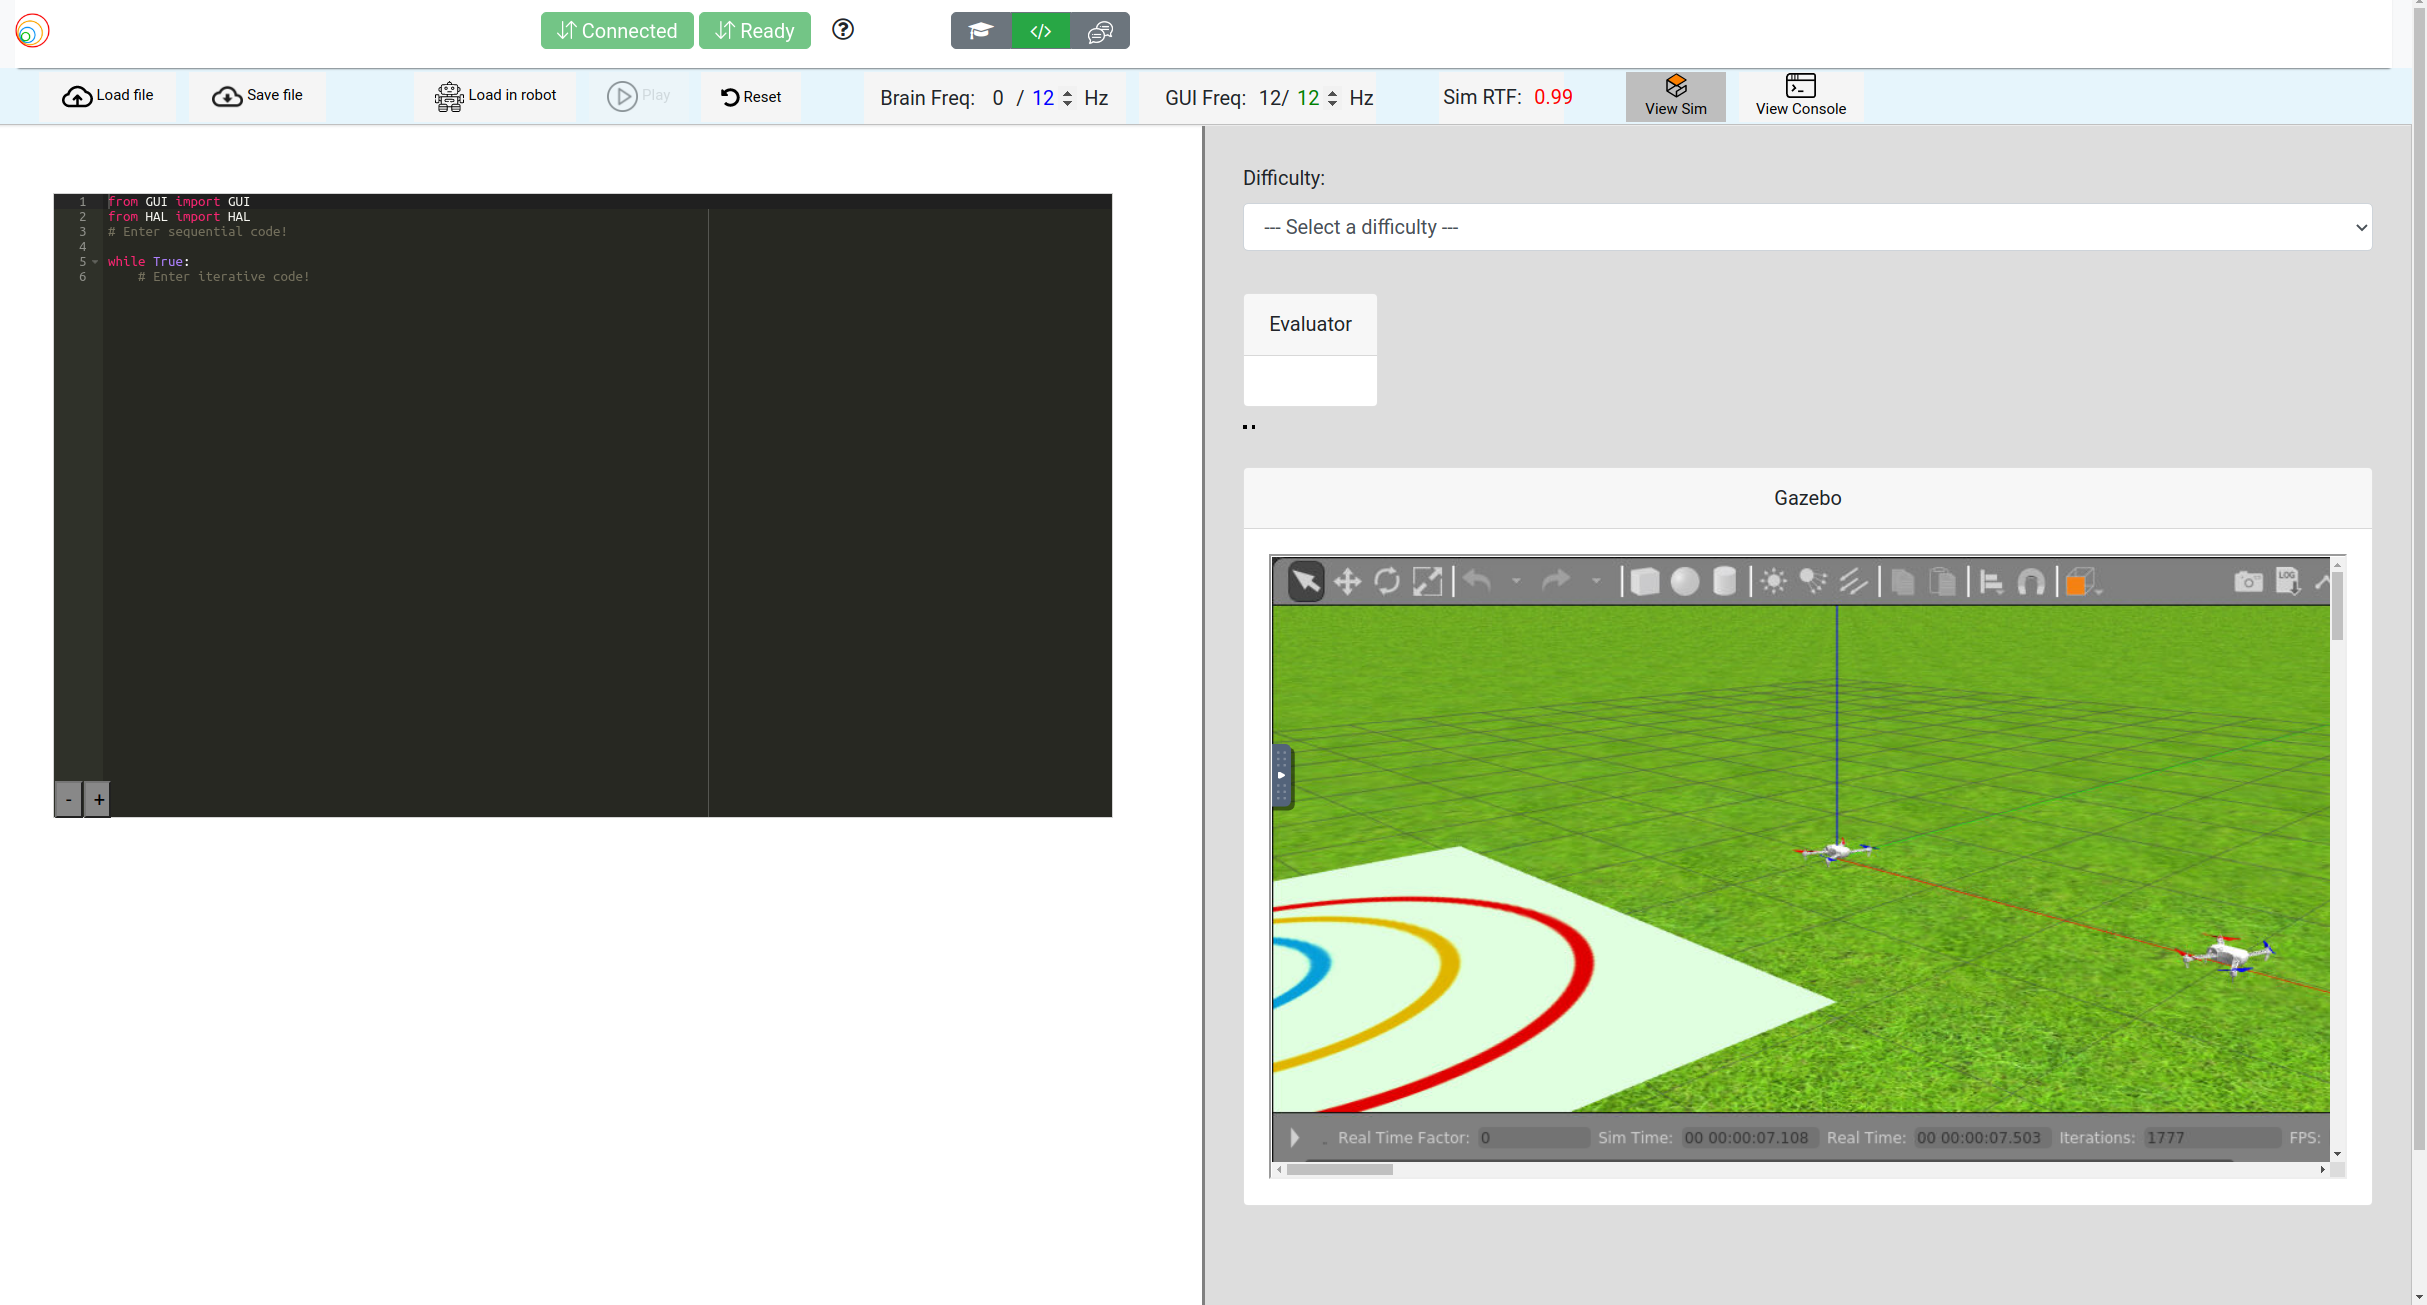 Connected Ready
Load file Save file Load in robot Play Reset Brain Freq: 0 / 12 Hz GUI Freq: 12/ 12 Hz Sim RTF: 0.99 View Sim View Console
1 from GUI import GUI
2 from HAL import HAL
3 # Enter sequential code!
4
5 while True:
6 # Enter iterative code!
- +
Difficulty:
--- Select a difficulty ---
Evaluator
Gazebo
LOG
Real Time Factor: 0 Sim Time: 00 00:00:07.108 Real Time: 00 00:00:07.503 Iterations: 1777 FPS: